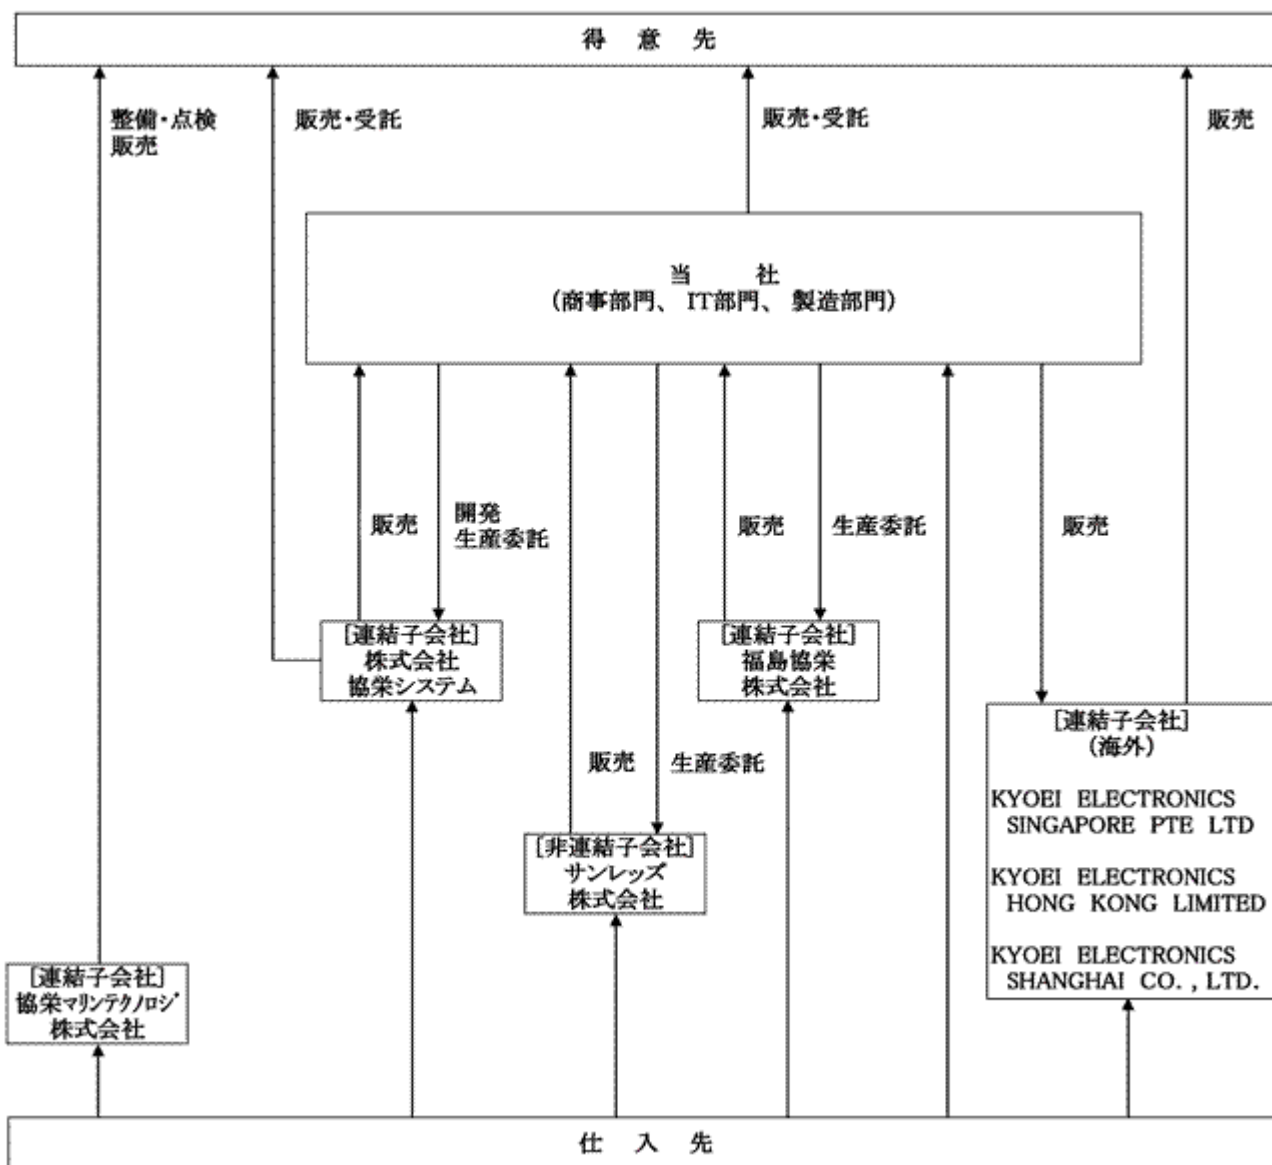 得 意 先
整備・点検
販売
販売・受託
販売・受託
販売
当 社
(商事部門、 IT部門、 製造部門)
販売
開発
生産委託
販売
生産委託
販売
[連結子会社]
株式会社
協栄システム
[連結子会社]
福島協栄
株式会社
販売
生産委託
[連結子会社]
(海外)
KYOEI ELECTRONICS
SINGAPORE PTE LTD
KYOEI ELECTRONICS
HONG KONG LIMITED
KYOEI ELECTRONICS
SHANGHAI CO. , LTD.
[非連結子会社]
サンレッズ
株式会社
[連結子会社]
協栄マリンテクノロジ
株式会社
仕 入 先